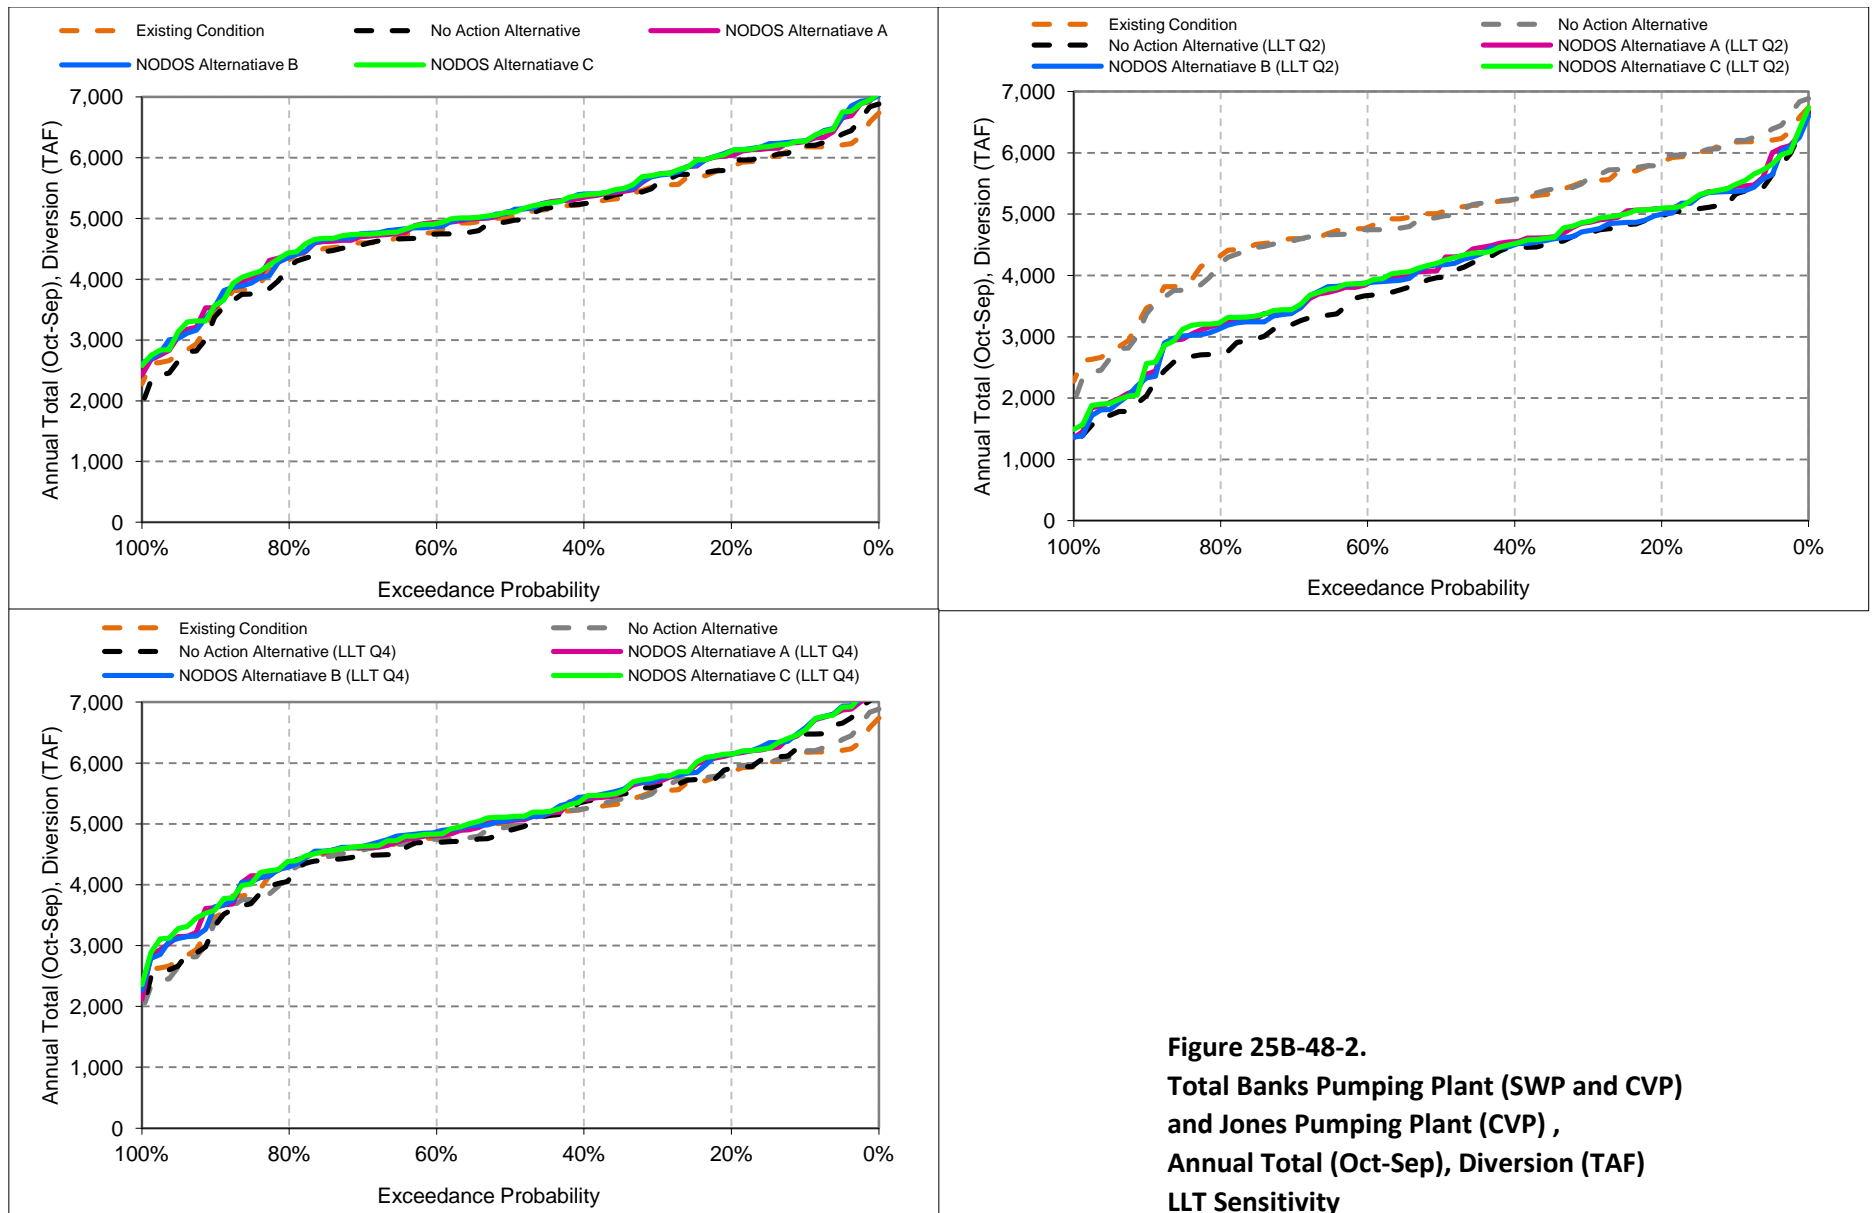 Existing Condition No Action Alternative NODOS Alternatiave A
NODOS Alternatiave B NODOS Alternatiave C
Annual Total (Oct-Sep), Diversion (TAF)
7,000
6,000
5,000
4,000
3,000
2,000
1,000
0
100% 80% 60% 40% 20% 0%
Exceedance Probability
Existing Condition No Action Alternative
No Action Alternative (LLT Q2) NODOS Alternatiave A (LLT Q2)
NODOS Alternatiave B (LLT Q2) NODOS Alternatiave C (LLT Q2)
Annual Total (Oct-Sep), Diversion (TAF)
7,000
6,000
5,000
4,000
3,000
2,000
1,000
0
100% 80% 60% 40% 20% 0%
Exceedance Probability
Existing Condition No Action Alternative
No Action Alternative (LLT Q4) NODOS Alternatiave A (LLT Q4)
NODOS Alternatiave B (LLT Q4) NODOS Alternatiave C (LLT Q4)
Annual Total (Oct-Sep), Diversion (TAF)
7,000
6,000
5,000
4,000
3,000
2,000
1,000
0
100% 80% 60% 40% 20% 0%
Exceedance Probability
Figure 25B-48-2.
Total Banks Pumping Plant (SWP and CVP)
and Jones Pumping Plant (CVP) ,
Annual Total (Oct-Sep), Diversion (TAF)
LLT Sensitivity